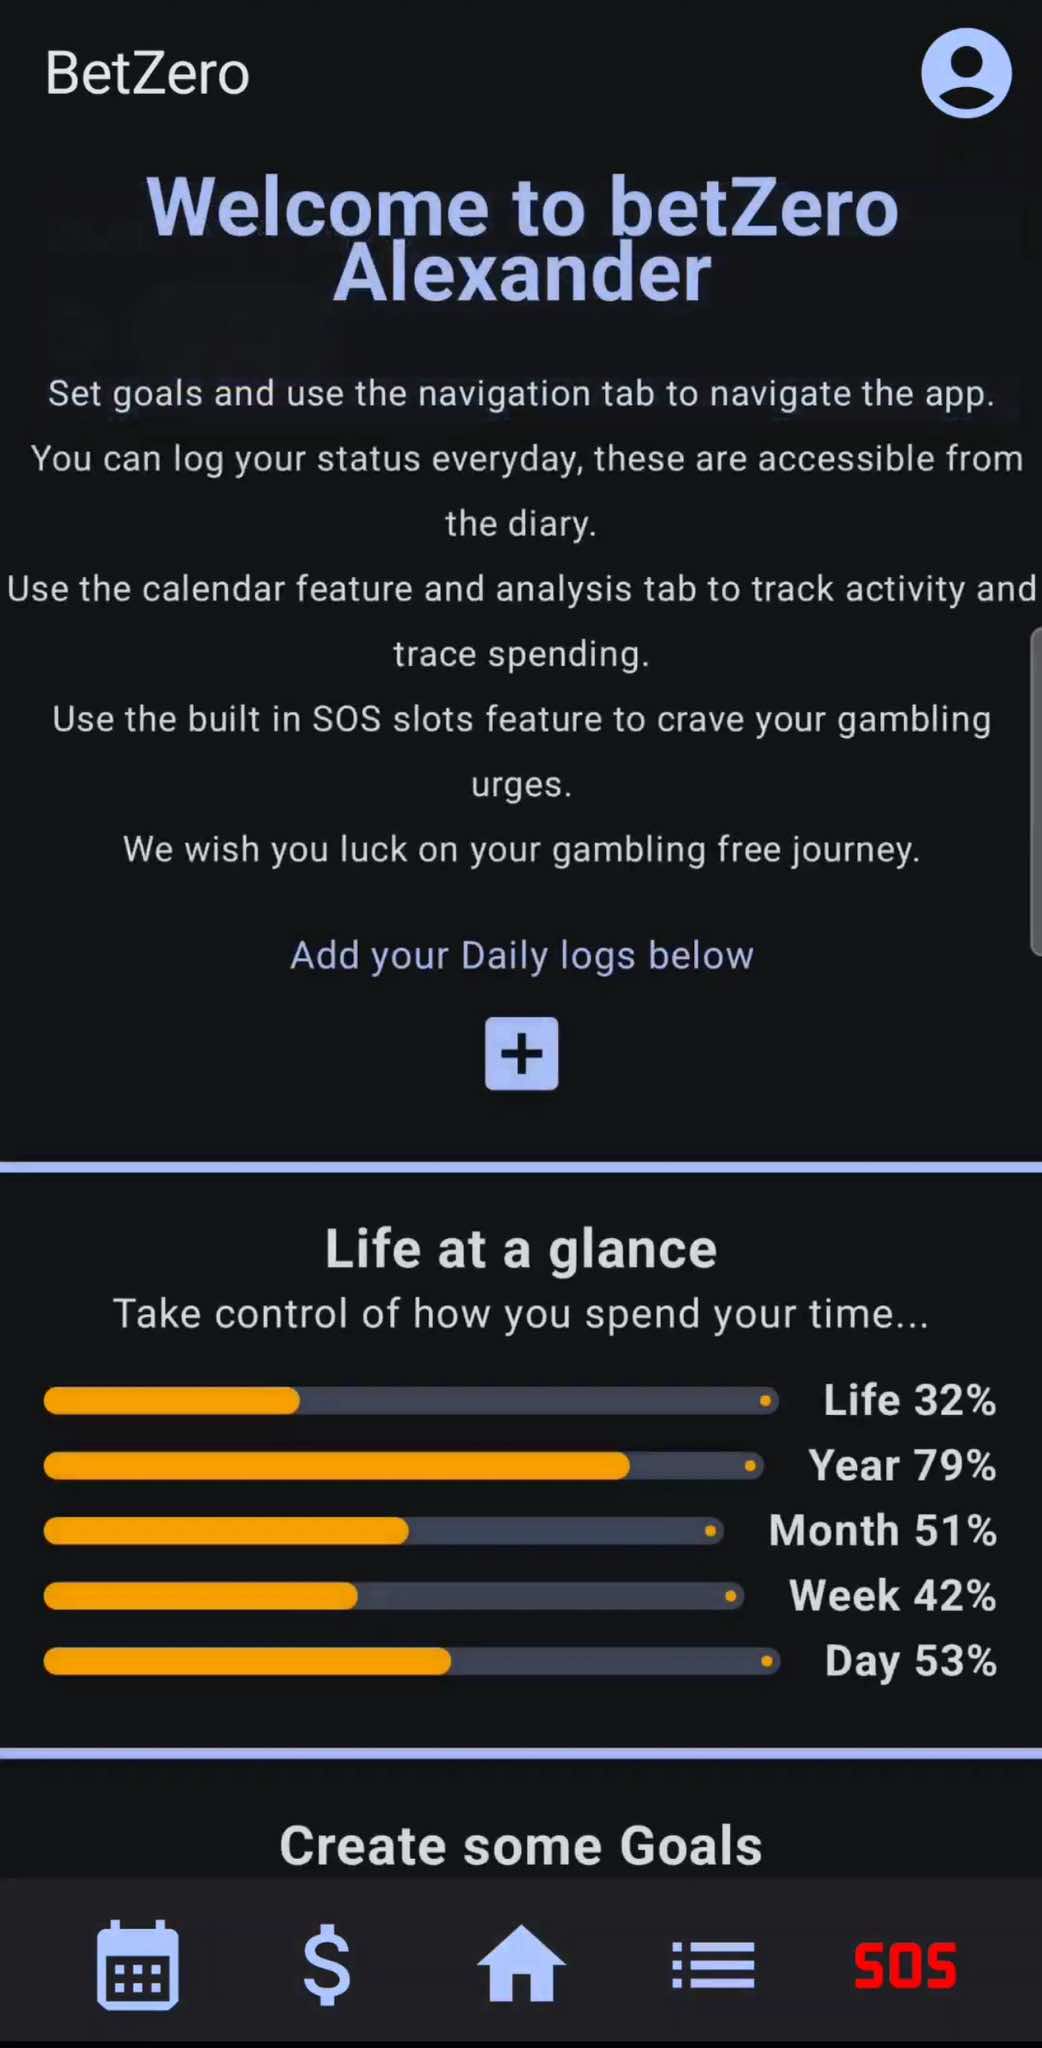 BetZero
Welcome to betZero
Alexander
Set goals and use the navigation tab to navigate the app.
You can log your status everyday, these are accessible from
the diary.
Use the calendar feature and analysis tab to track activity and
trace spending.
Use the built in SOS slots feature to crave your gambling
urges.
We wish you luck on your gambling free journey.
Add your Daily logs below
Life at a glance
Take control of how you spend your time...
Life 32%
Year 79%
Month 51%
Week 42%
Day 53%
Create some Goals
SOS